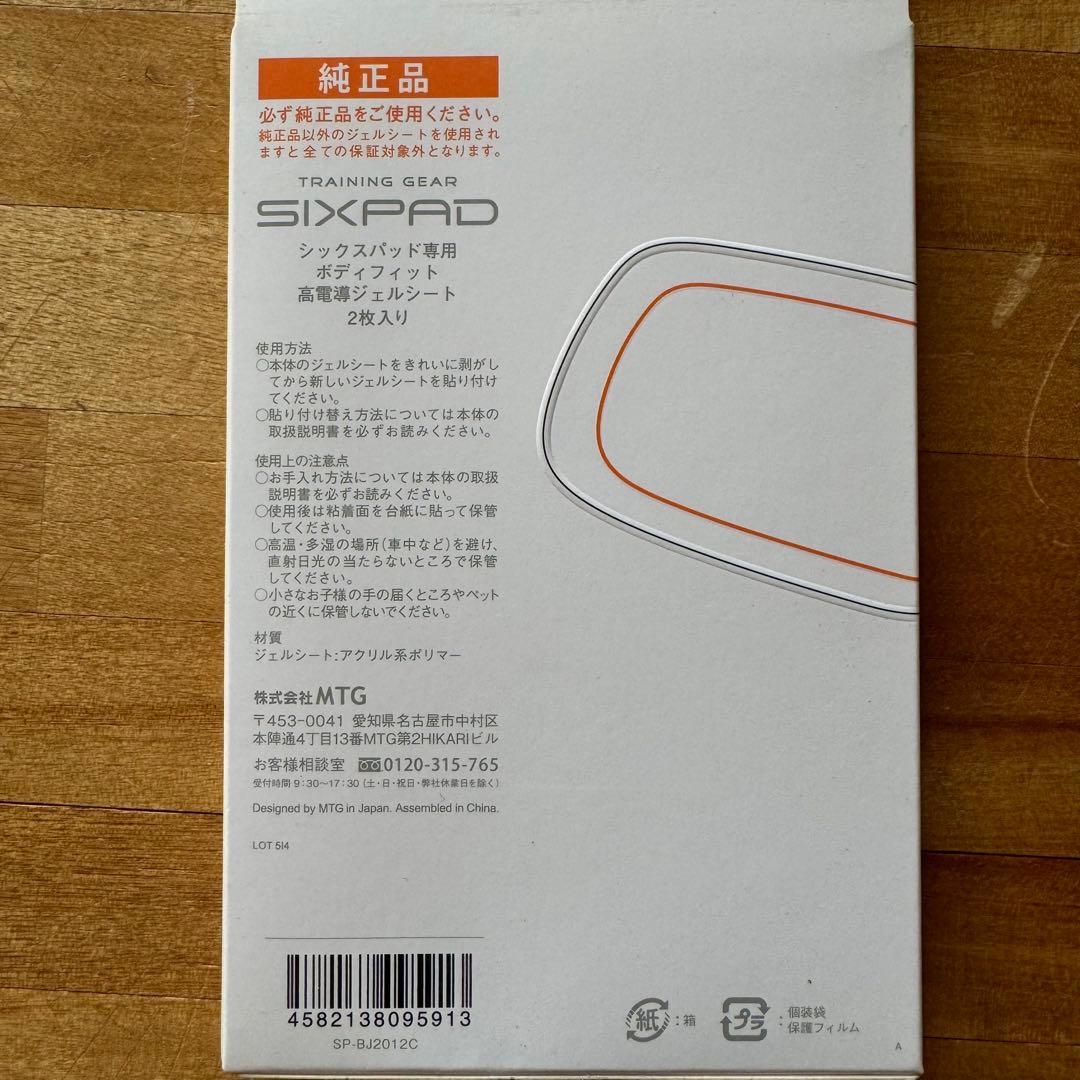 純正品
必ず純正品をご使用ください。
純正品以外のジェルシートを使用され
ますと全ての保証対象外となります。
TRAINING GEAR
SIXPAD
シックスパッド専用
ボディフィット
高電導ジェルシート
2枚入り
使用方法
○本体のジェルシートをきれいに剥がし
てから新しいジェルシートを貼り付け
てください。
○貼り付け替え方法については本体の
取扱説明書を必ずお読みください。
使用上の注意点
○お手入れ方法については本体の取扱
説明書を必ずお読みください。
○使用後は粘着面を台紙に貼って保管
してください。
○高温・多湿の場所(車中など)を避け、
直射日光の当たらないところで保管
してください。
○小さなお子様の手の届くところやペット
の近くに保管しないでください。
材質
ジェルシート:アクリル系ポリマー
株式会社MTG
〒453-0041 愛知県名古屋市中村区
本陣通4丁目13番MTG第2HIKARIビル
お客様相談室 0120-315-765
受付時間 9:30〜17:30 (土・日・祝日・弊社休業日を除く)
Designed by MTG in Japan. Assembled in China.
LOT 5I4
4582138095913
SP-BJ2012C
紙 : 箱
プラ : 個装袋
保護フィルム
A